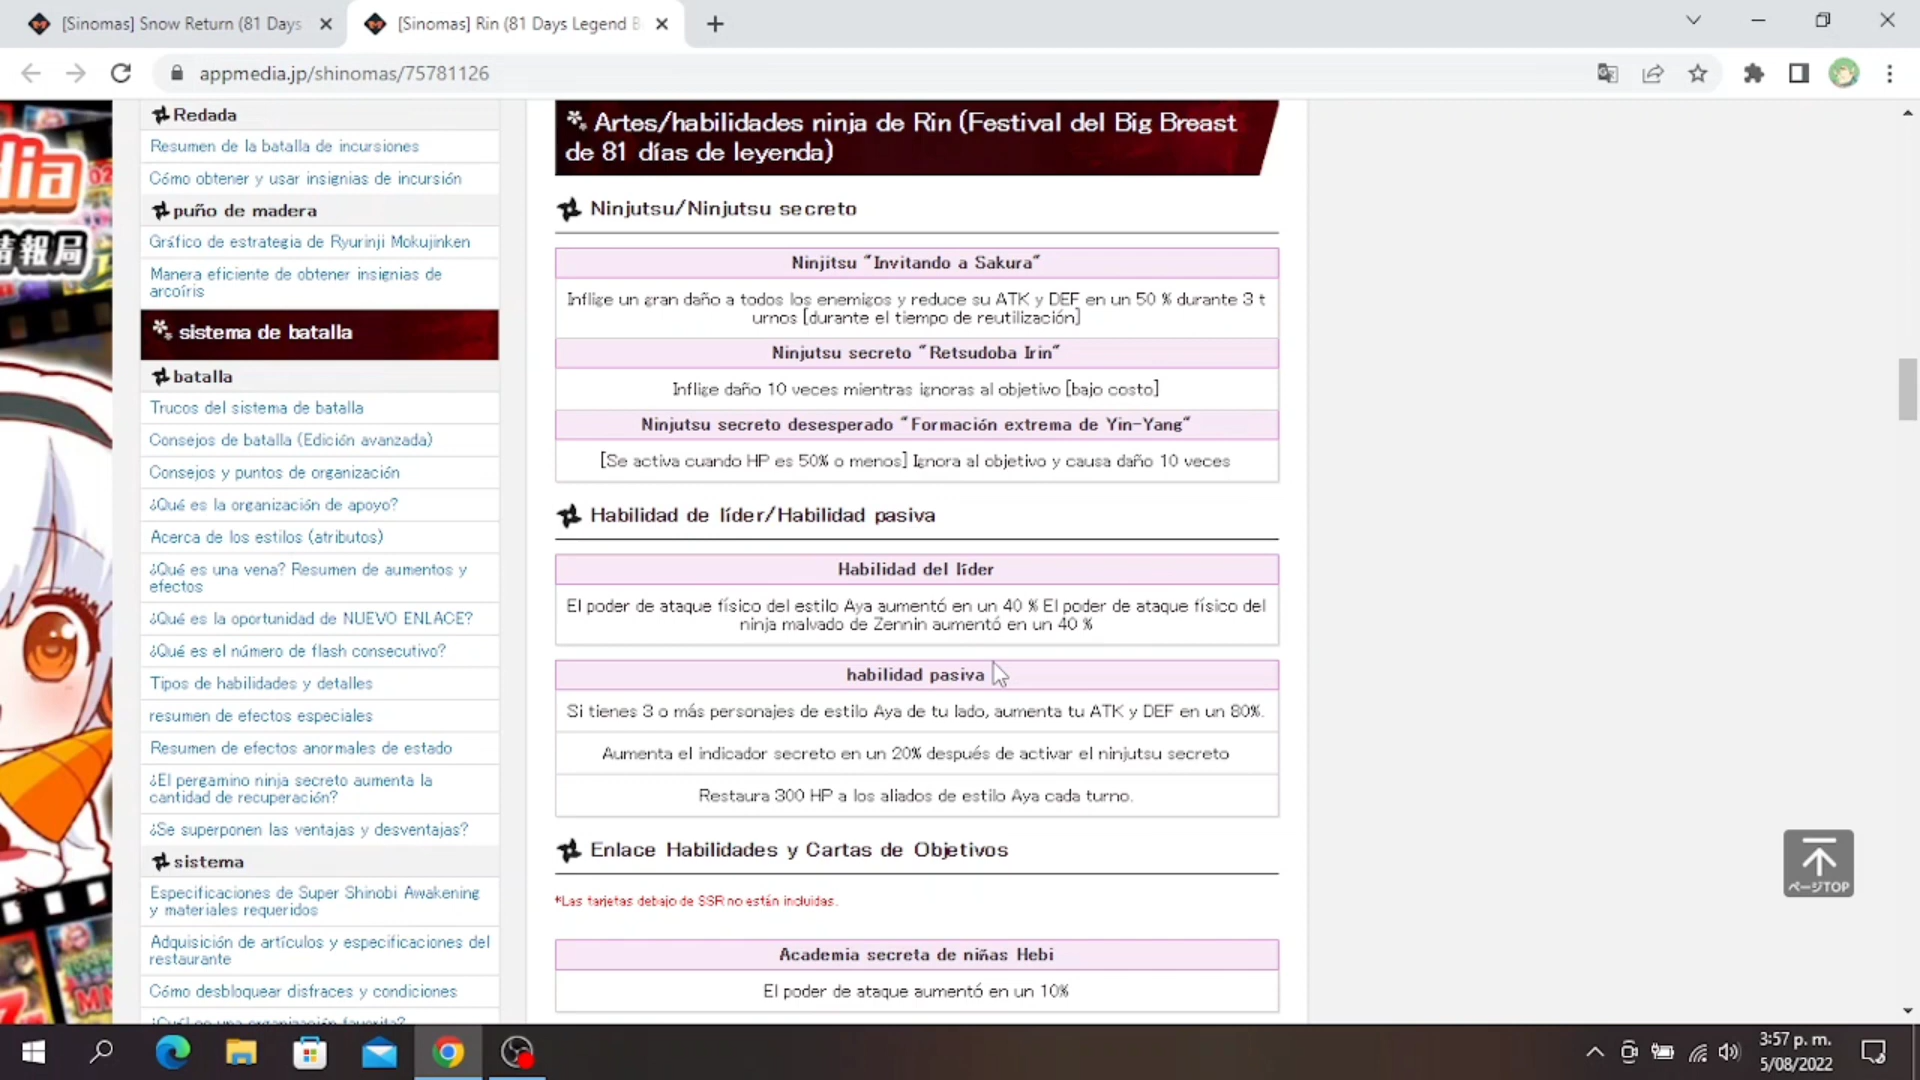 [Sinomas] Snow Return (81 Days
[Sinomas] Rin (81 Days Legend B
appmedia.jp/shinomas/75781126
dia
情報局
Redada
Resumen de la batalla de incursiones
Cómo obtener y usar insignias de incursión
puño de madera
Gráfico de estrategia de Ryurinji Mokujinken
Manera eficiente de obtener insignias de
arcoíris
sistema de batalla
batalla
Trucos del sistema de batalla
Consejos de batalla (Edición avanzada)
Consejos y puntos de organización
¿Qué es la organización de apoyo?
Acerca de los estilos (atributos)
¿Qué es una vena? Resumen de aumentos y
efectos
¿Qué es la oportunidad de NUEVO ENLACE?
¿Qué es el número de flash consecutivo?
Tipos de habilidades y detalles
resumen de efectos especiales
Resumen de efectos anormales de estado
¿El pergamino ninja secreto aumenta la
cantidad de recuperación?
¿Se superponen las ventajas y desventajas?
sistema
Especificaciones de Super Shinobi Awakening
y materiales requeridos
Adquisición de artículos y especificaciones del
restaurante
Cómo desbloquear disfraces y condiciones
¿Cuál es una organización favorita?
Artes/habilidades ninja de Rin (Festival del Big Breast
de 81 días de leyenda)
Ninjutsu/Ninjutsu secreto
Ninjitsu "Invitando a Sakura"
Inflige un gran daño a todos los enemigos y reduce su ATK y DEF en un 50 % durante 3 t
urnos [durante el tiempo de reutilización]
Ninjutsu secreto "Retsudoba Irin"
Inflige daño 10 veces mientras ignoras al objetivo [bajo costo]
Ninjutsu secreto desesperado "Formación extrema de Yin-Yang"
[Se activa cuando HP es 50% o menos] Ignora al objetivo y causa daño 10 veces
Habilidad de líder/Habilidad pasiva
Habilidad del líder
El poder de ataque físico del estilo Aya aumentó en un 40 % El poder de ataque físico del
ninja malvado de Zennin aumentó en un 40 %
habilidad pasiva
Si tienes 3 o más personajes de estilo Aya de tu lado, aumenta tu ATK y DEF en un 80%.
Aumenta el indicador secreto en un 20% después de activar el ninjutsu secreto
Restaura 300 HP a los aliados de estilo Aya cada turno.
Enlace Habilidades y Cartas de Objetivos
*Las tarjetas debajo de SSR no están incluidas.
Academia secreta de niñas Hebi
El poder de ataque aumentó en un 10%
ページTOP
3:57 p. m.
5/08/2022